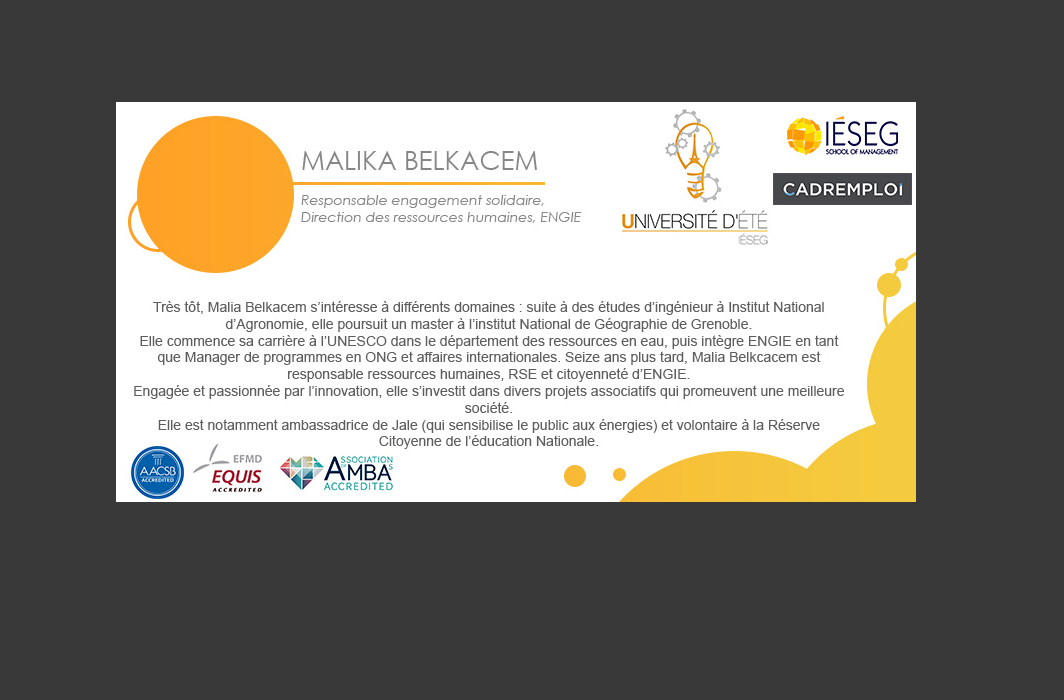 MALIKA BELKACEM
Responsable engagement solidaire,
Direction des ressources humaines, ENGIE
UNIVERSITÉ D'ÉTÉ
IÉSEG
IÉSEG
SCHOOL OF MANAGEMENT
CADREMPLOI
Très tôt, Malia Belkacem s’intéresse à différents domaines : suite à des études d’ingénieur à Institut National
d’Agronomie, elle poursuit un master à l’institut National de Géographie de Grenoble.
Elle commence sa carrière à l’UNESCO dans le département des ressources en eau, puis intègre ENGIE en tant
que Manager de programmes en ONG et affaires internationales. Seize ans plus tard, Malia Belkcacem est
responsable ressources humaines, RSE et citoyenneté d’ENGIE.
Engagée et passionnée par l’innovation, elle s’investit dans divers projets associatifs qui promeuvent une meilleure
société.
Elle est notamment ambassadrice de Jale (qui sensibilise le public aux énergies) et volontaire à la Réserve
Citoyenne de l’éducation Nationale.
AACSB
ACCREDITED
EFMD
EQUIS
ACCREDITED
ASSOCIATION
AMBAS
ACCREDITED